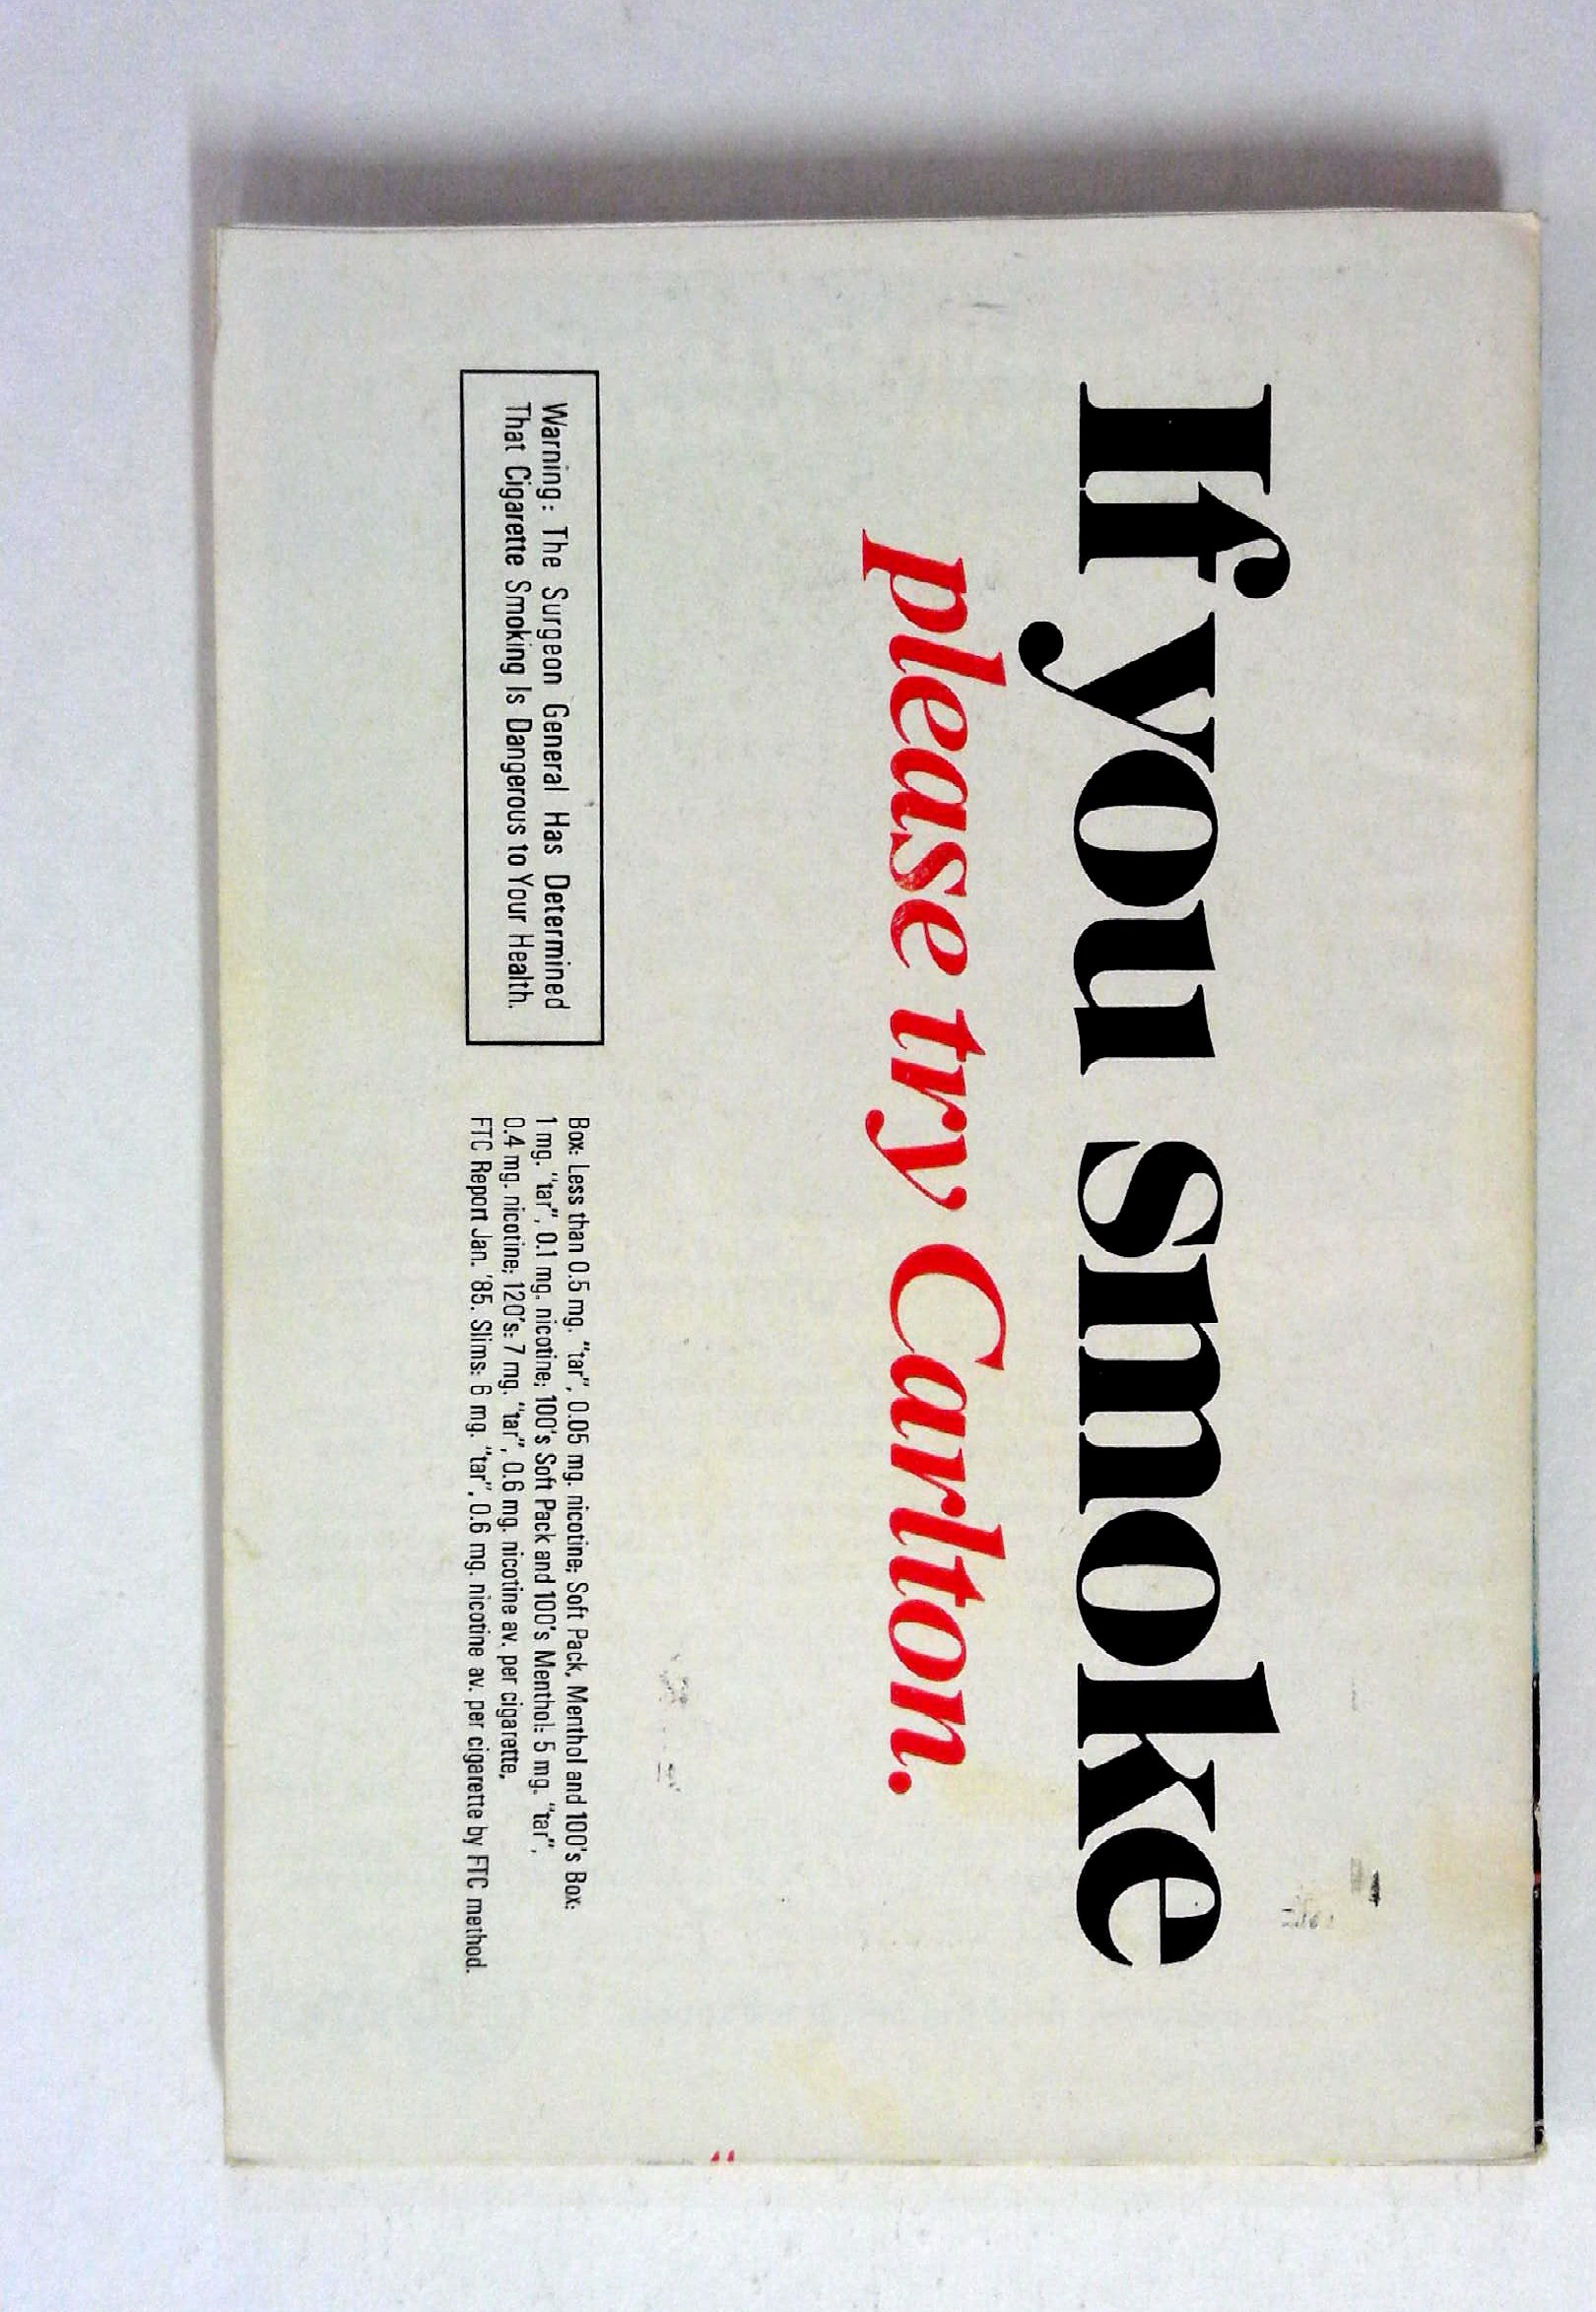 If you smoke
please try Carlton.
Warning: The Surgeon General Has Determined
That Cigarette Smoking Is Dangerous to Your Health.
Box: Less than 0.5 mg. "tar", 0.05 mg. nicotine; Soft Pack, Menthol and 100's Box:
1 mg. "tar", 0.1 mg. nicotine; 100's Soft Pack and 100's Menthol: 5 mg. "tar",
0.4 mg. nicotine; 120's: 7 mg. "tar", 0.6 mg. nicotine av. per cigarette,
FTC Report Jan. '85. Slims: 6 mg. "tar", 0.6 mg. nicotine av. per cigarette by FTC method.